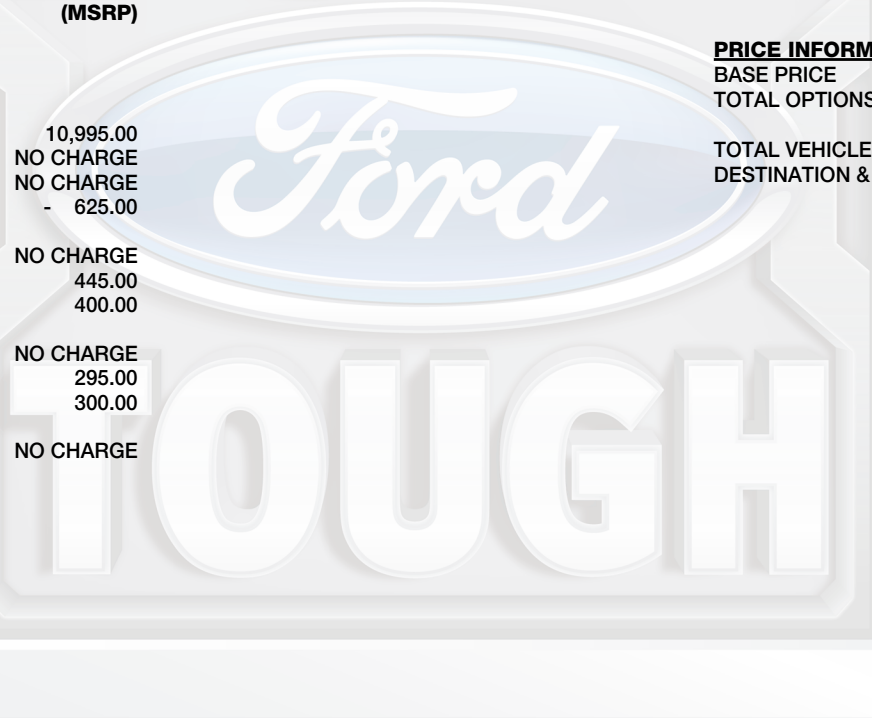 (MSRP)
10,995.00
NO CHARGE
NO CHARGE
- 625.00
NO CHARGE
445.00
400.00
NO CHARGE
295.00
300.00
NO CHARGE
PRICE INFORM
BASE PRICE
TOTAL OPTIONS
TOTAL VEHICLE
DESTINATION &
Ford
TOUGH